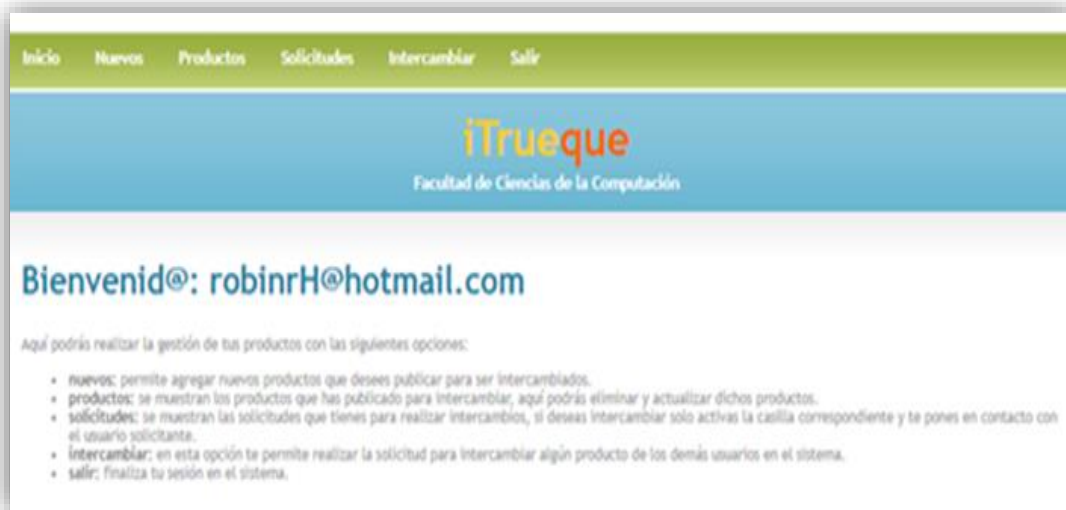 Inicio Nuevos Productos Solicitudes Intercambiar Salir
iTrueque
Facultad de Ciencias de la Computación
Bienvenid@: robinrH@hotmail.com
Aquí podrás realizar la gestión de tus productos con las siguientes opciones:
• nuevos: permite agregar nuevos productos que desees publicar para ser intercambiados.
• productos: se muestran los productos que has publicado para intercambiar, aquí podrás eliminar y actualizar dichos productos.
• solicitudes: se muestran las solicitudes que tienes para realizar intercambios, si deseas intercambiar solo activas la casilla correspondiente y te pones en contacto con
el usuario solicitante.
• intercambiar: en esta opción te permite realizar la solicitud para intercambiar algún producto de los demás usuarios en el sistema.
• salir: finaliza tu sesión en el sistema.